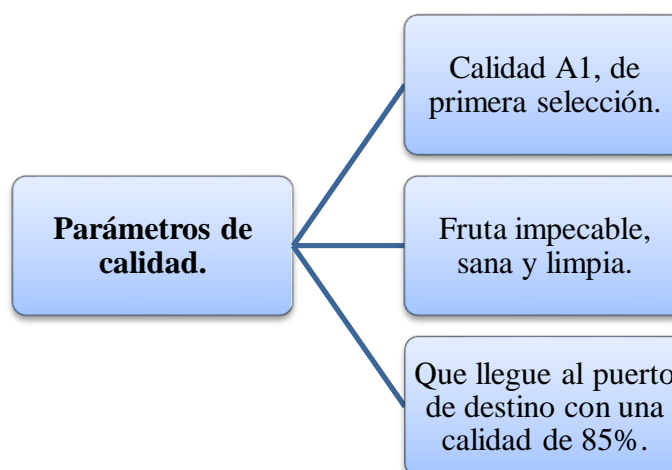 Parámetros de
calidad.
Calidad A1, de
primera selección.
Fruta impecable,
sana y limpia.
Que llegue al puerto
de destino con una
calidad de 85%.